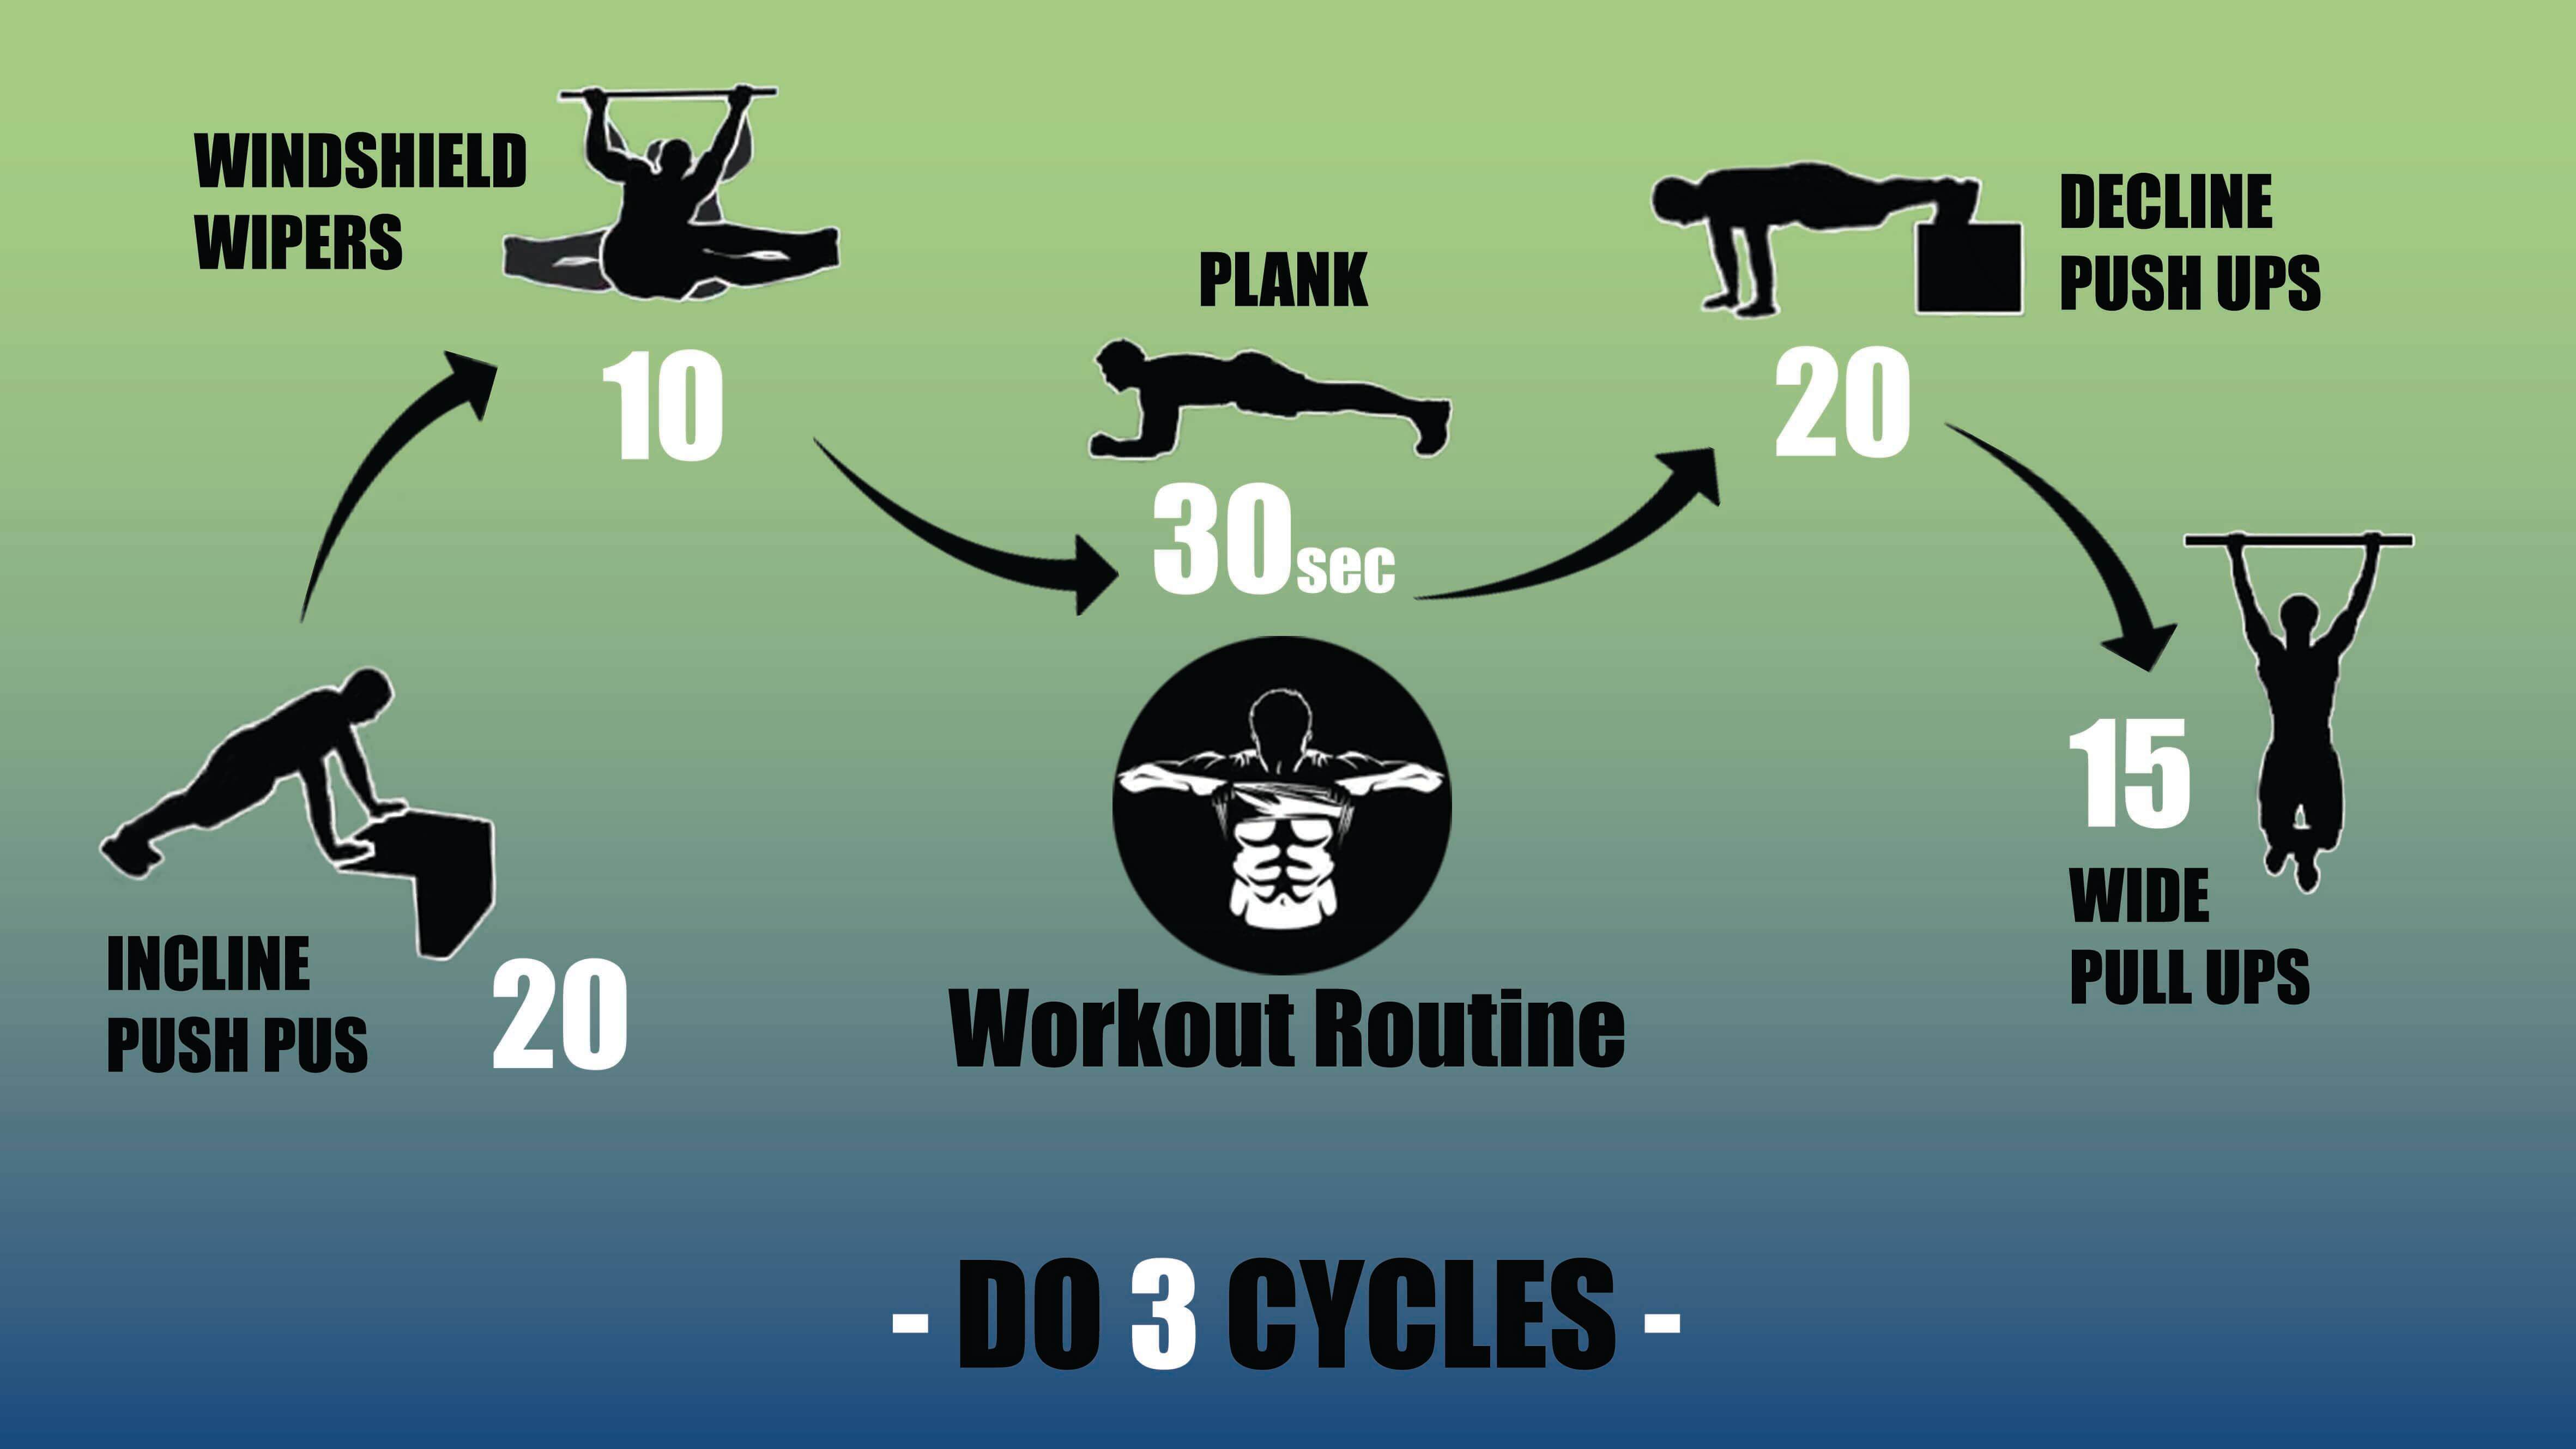 WINDSHIELD
WIPERS
10
PLANK
30sec
DECLINE
PUSH UPS
20
15
WIDE
PULL UPS
INCLINE
PUSH PUS
20
Workout Routine
- DO 3 CYCLES -